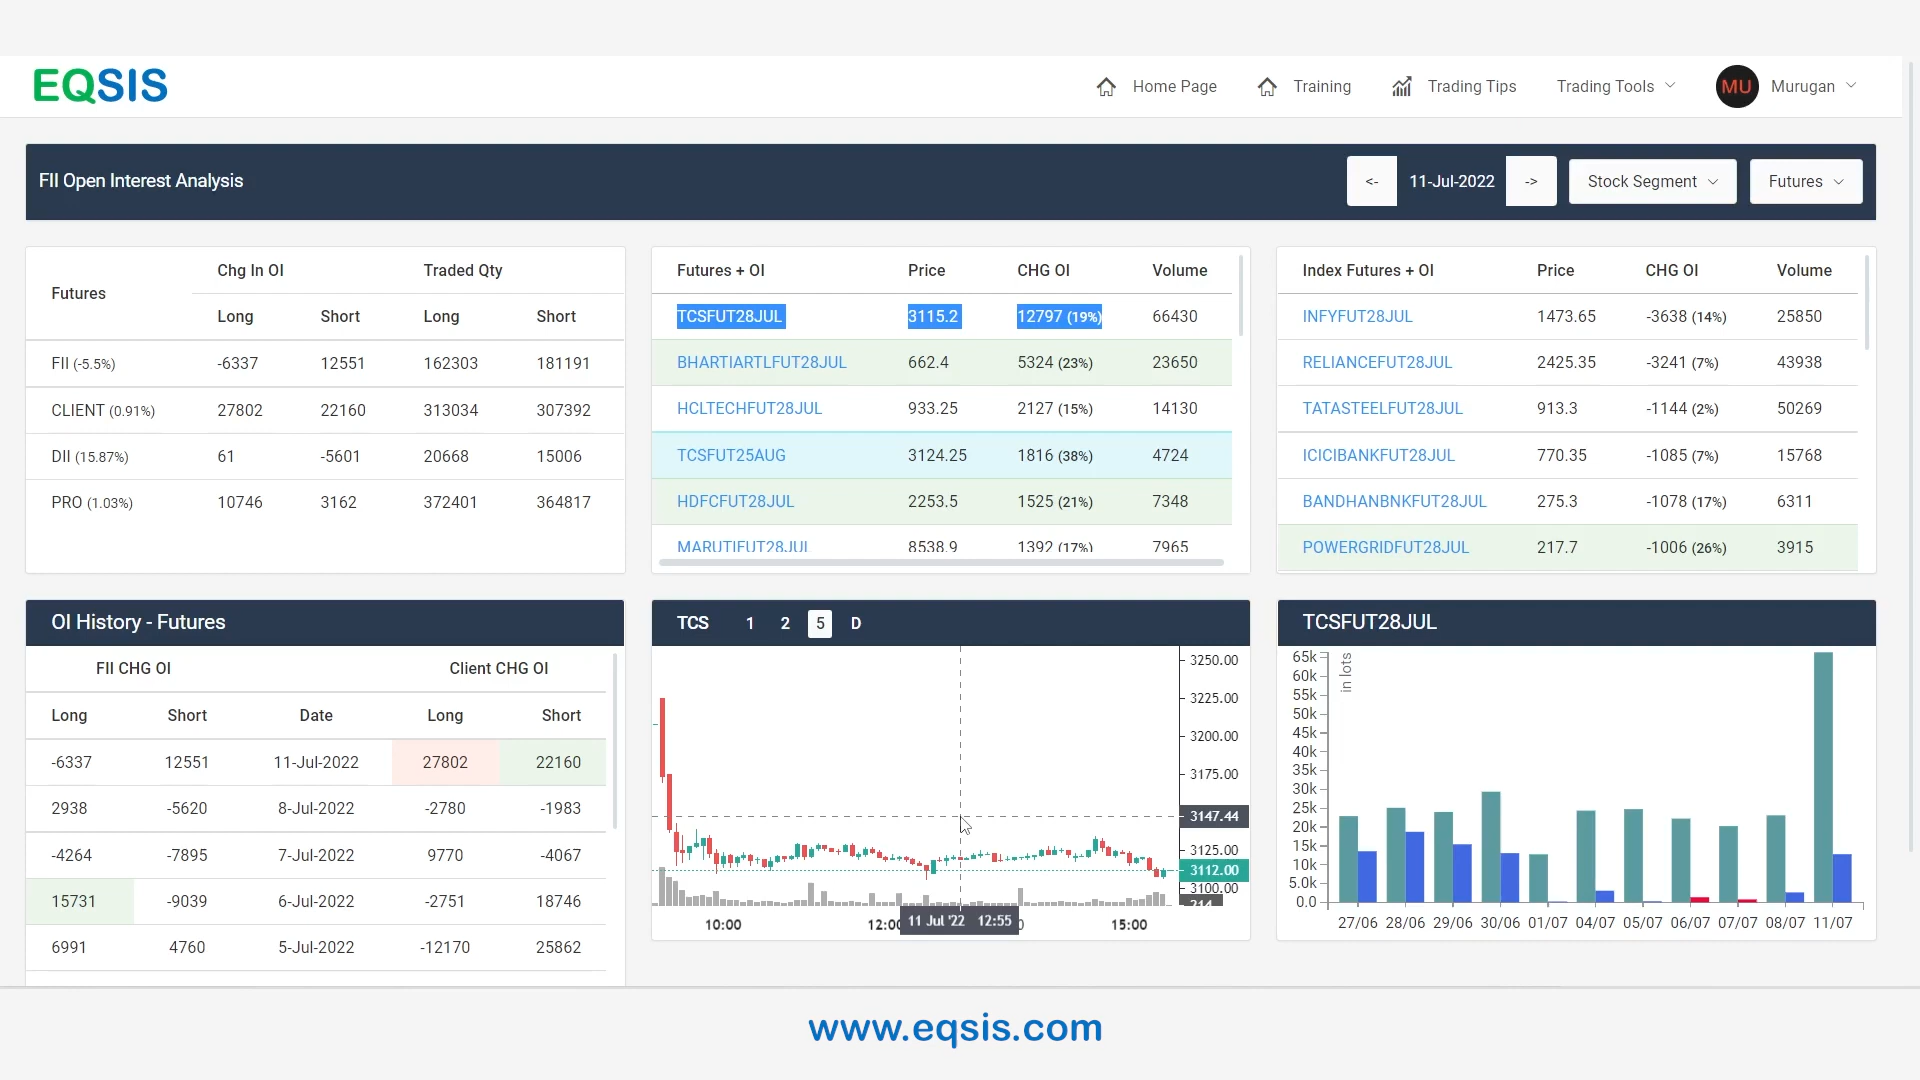 EQSIS
Home Page
Training
Trading Tips
Trading Tools
MU
Murugan
FII Open Interest Analysis
<-
11-Jul-2022
->
Stock Segment
Futures
Futures
Chg In OI
Traded Qty
Long Short Long Short
FII (-5.5%) -6337 12551 162303 181191
CLIENT (0.91%) 27802 22160 313034 307392
DII (15.87%) 61 -5601 20668 15006
PRO (1.03%) 10746 3162 372401 364817
Futures + OI Price CHG OI Volume
TCSFUT28JUL 3115.2 12797 (19%) 66430
BHARTIARTLFUT28JUL 662.4 5324 (23%) 23650
HCLTECHFUT28JUL 933.25 2127 (15%) 14130
TCSFUT25AUG 3124.25 1816 (38%) 4724
HDFCFUT28JUL 2253.5 1525 (21%) 7348
MARUTIFUT28JUL 8538.9 1392 (17%) 7965
Index Futures + OI Price CHG OI Volume
INFYFUT28JUL 1473.65 -3638 (14%) 25850
RELIANCEFUT28JUL 2425.35 -3241 (7%) 43938
TATASTEELFUT28JUL 913.3 -1144 (2%) 50269
ICICIBANKFUT28JUL 770.35 -1085 (7%) 15768
BANDHANBNKFUT28JUL 275.3 -1078 (17%) 6311
POWERGRIDFUT28JUL 217.7 -1006 (26%) 3915
OI History - Futures
FII CHG OI Client CHG OI
Long Short Date Long Short
-6337 12551 11-Jul-2022 27802 22160
2938 -5620 8-Jul-2022 -2780 -1983
-4264 -7895 7-Jul-2022 9770 -4067
15731 -9039 6-Jul-2022 -2751 18746
6991 4760 5-Jul-2022 -12170 25862
TCS 1 2 5 D
3250.00
3225.00
3200.00
3175.00
3147.44
3125.00
3112.00
3100.00
214
10:00 12:00 11 Jul '22 12:55 15:00
TCSFUT28JUL
in lots
65k
60k
55k
50k
45k
40k
35k
30k
25k
20k
15k
10k
5.0k
0.0
27/06 28/06 29/06 30/06 01/07 04/07 05/07 06/07 07/07 08/07 11/07
www.eqsis.com